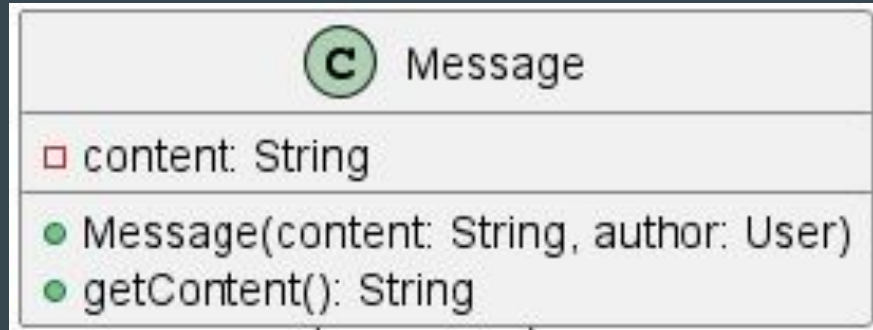 C Message
content: String
Message(content: String, author: User)
getContent(): String